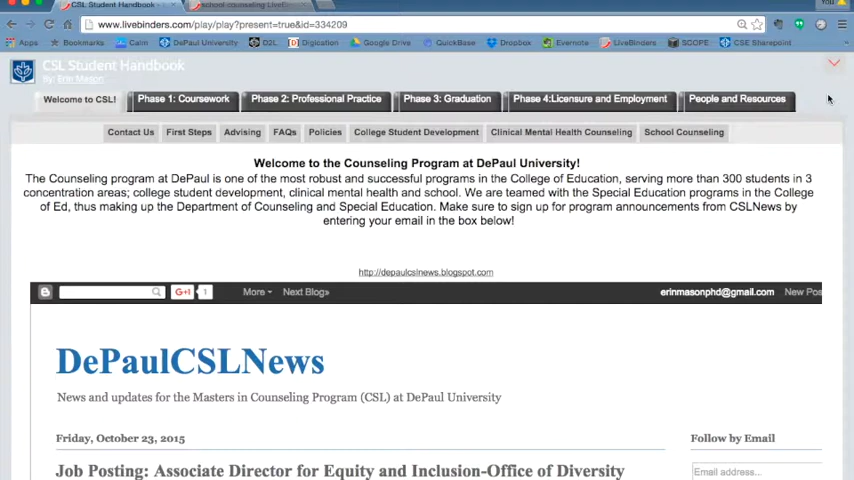 CSL Student Handbook
school counseling LiveB
www.livebinders.com/play/play?present=true&id=334209
Apps Bookmarks Calm DePaul University D2L Digication Google Drive QuickBase Dropbox Evernote LiveBinders SCOPE CSE Sharepoint
CSL Student Handbook
By: Erin Mason
Welcome to CSL! Phase 1: Coursework Phase 2: Professional Practice Phase 3: Graduation Phase 4:Licensure and Employment People and Resources
Contact Us First Steps Advising FAQs Policies College Student Development Clinical Mental Health Counseling School Counseling
Welcome to the Counseling Program at DePaul University!
The Counseling program at DePaul is one of the most robust and successful programs in the College of Education, serving more than 300 students in 3
concentration areas; college student development, clinical mental health and school. We are teamed with the Special Education programs in the College
of Ed, thus making up the Department of Counseling and Special Education. Make sure to sign up for program announcements from CSLNews by
entering your email in the box below!
http://depaulcslnews.blogspot.com
G+1 1 More Next Blog» erinmasonphd@gmail.com New Pos
DePaulCSLNews
News and updates for the Masters in Counseling Program (CSL) at DePaul University
Friday, October 23, 2015 Follow by Email
Job Posting: Associate Director for Equity and Inclusion-Office of Diversity Email address...